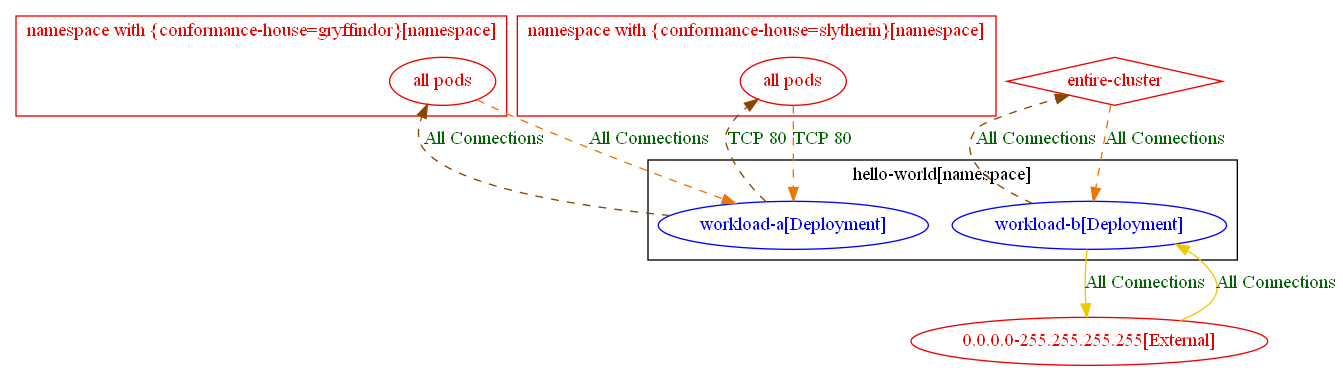 namespace with {conformance-house=gryffindor}[namespace]
namespace with {conformance-house=slytherin}[namespace]
all pods
all pods
entire-cluster
All Connections
All Connections
TCP 80
TCP 80
All Connections
All Connections
hello-world[namespace]
workload-a[Deployment]
workload-b[Deployment]
All Connections
All Connections
0.0.0.0-255.255.255.255[External]